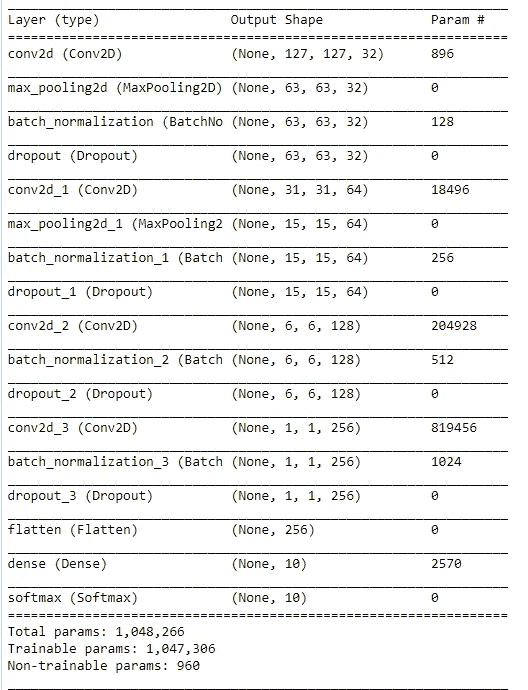 Layer (type) Output Shape Param #
conv2d (Conv2D) (None, 127, 127, 32) 896
max_pooling2d (MaxPooling2D) (None, 63, 63, 32) 0
batch_normalization (BatchNo (None, 63, 63, 32) 128
dropout (Dropout) (None, 63, 63, 32) 0
conv2d_1 (Conv2D) (None, 31, 31, 64) 18496
max_pooling2d_1 (MaxPooling2 (None, 15, 15, 64) 0
batch_normalization_1 (Batch (None, 15, 15, 64) 256
dropout_1 (Dropout) (None, 15, 15, 64) 0
conv2d_2 (Conv2D) (None, 6, 6, 128) 204928
batch_normalization_2 (Batch (None, 6, 6, 128) 512
dropout_2 (Dropout) (None, 6, 6, 128) 0
conv2d_3 (Conv2D) (None, 1, 1, 256) 819456
batch_normalization_3 (Batch (None, 1, 1, 256) 1024
dropout_3 (Dropout) (None, 1, 1, 256) 0
flatten (Flatten) (None, 256) 0
dense (Dense) (None, 10) 2570
softmax (Softmax) (None, 10) 0
Total params: 1,048,266
Trainable params: 1,047,306
Non-trainable params: 960